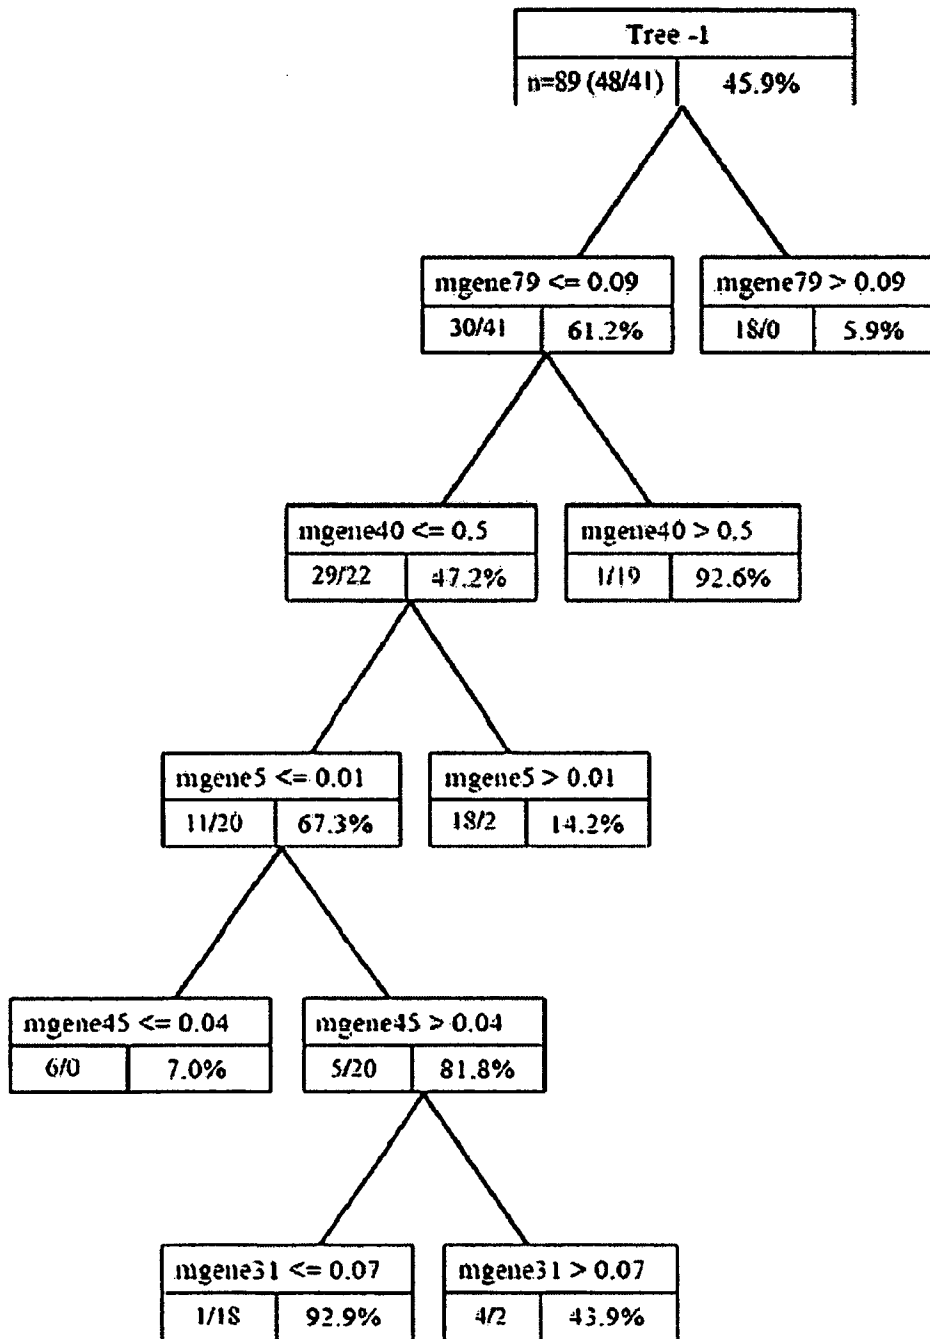 Tree -1
n=89 (48/41) 45.9%
mgene79 <= 0.09 mgene79 > 0.09
30/41 61.2% 18/0 5.9%
mgene40 <= 0.5 mgene40 > 0.5
29/22 47.2% 1/19 92.6%
mgene5 <= 0.01 mgene5 > 0.01
11/20 67.3% 18/2 14.2%
mgene45 <= 0.04 mgene45 > 0.04
6/0 7.0% 5/20 81.8%
mgene31 <= 0.07 mgene31 > 0.07
1/18 92.9% 4/2 43.9%